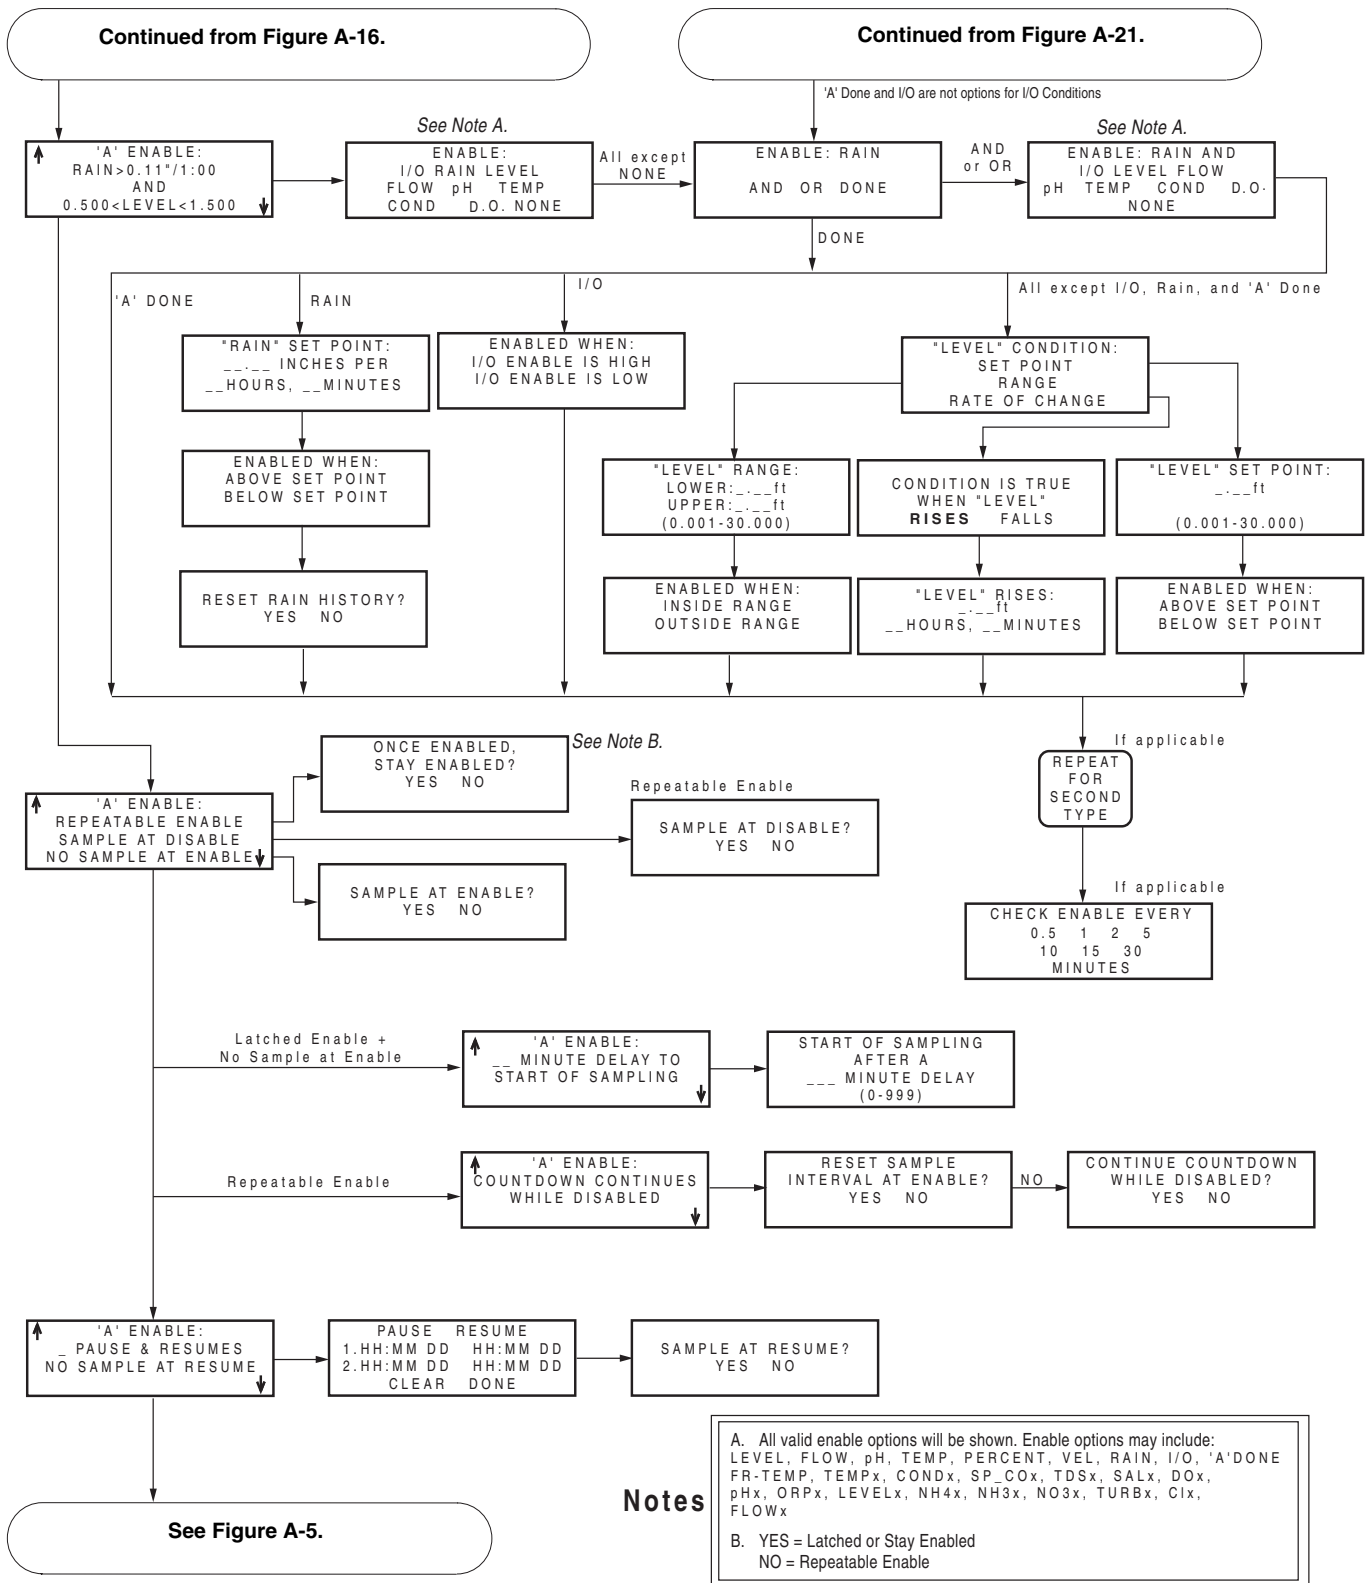 Continued from Figure A-16.
Continued from Figure A-21.
'A' Done and I/O are not options for I/O Conditions
See Note A.
See Note A.
'A' ENABLE:
RAIN>0.11"/1:00
AND
0.500<LEVEL<1.500
ENABLE:
I/O RAIN LEVEL
FLOW pH TEMP
COND D.O. NONE
All except
NONE
ENABLE: RAIN
AND OR DONE
AND
or OR
ENABLE: RAIN AND
I/O LEVEL FLOW
pH TEMP COND D.O.
NONE
DONE
'A' DONE
RAIN
I/O
All except I/O, Rain, and 'A' Done
"RAIN" SET POINT:
__.__ INCHES PER
__HOURS, __MINUTES
ENABLED WHEN:
I/O ENABLE IS HIGH
I/O ENABLE IS LOW
"LEVEL" CONDITION:
SET POINT
RANGE
RATE OF CHANGE
ENABLED WHEN:
ABOVE SET POINT
BELOW SET POINT
"LEVEL" RANGE:
LOWER:_.__ft
UPPER:_.__ft
(0.001-30.000)
CONDITION IS TRUE
WHEN "LEVEL"
RISES FALLS
"LEVEL" SET POINT:
_.__ft
(0.001-30.000)
RESET RAIN HISTORY?
YES NO
ENABLED WHEN:
INSIDE RANGE
OUTSIDE RANGE
"LEVEL" RISES:
_.__ft
__HOURS, __MINUTES
ENABLED WHEN:
ABOVE SET POINT
BELOW SET POINT
If applicable
REPEAT
FOR
SECOND
TYPE
If applicable
CHECK ENABLE EVERY
0.5 1 2 5
10 15 30
MINUTES
ONCE ENABLED,
STAY ENABLED?
YES NO
See Note B.
'A' ENABLE:
REPEATABLE ENABLE
SAMPLE AT DISABLE
NO SAMPLE AT ENABLE
Repeatable Enable
SAMPLE AT DISABLE?
YES NO
SAMPLE AT ENABLE?
YES NO
Latched Enable +
No Sample at Enable
'A' ENABLE:
__ MINUTE DELAY TO
START OF SAMPLING
START OF SAMPLING
AFTER A
___ MINUTE DELAY
(0-999)
Repeatable Enable
'A' ENABLE:
COUNTDOWN CONTINUES
WHILE DISABLED
RESET SAMPLE
INTERVAL AT ENABLE?
YES NO
NO
CONTINUE COUNTDOWN
WHILE DISABLED?
YES NO
'A' ENABLE:
_ PAUSE & RESUMES
NO SAMPLE AT RESUME
PAUSE RESUME
1.HH:MM DD HH:MM DD
2.HH:MM DD HH:MM DD
CLEAR DONE
SAMPLE AT RESUME?
YES NO
See Figure A-5.
Notes
A. All valid enable options will be shown. Enable options may include:
LEVEL, FLOW, pH, TEMP, PERCENT, VEL, RAIN, I/O, 'A'DONE
FR-TEMP, TEMPx, CONDx, SP_COx, TDSx, SALx, DOx,
pHx, ORPx, LEVELx, NH4x, NH3x, NO3x, TURBx, Clx,
FLOWx
B. YES = Latched or Stay Enabled
NO = Repeatable Enable